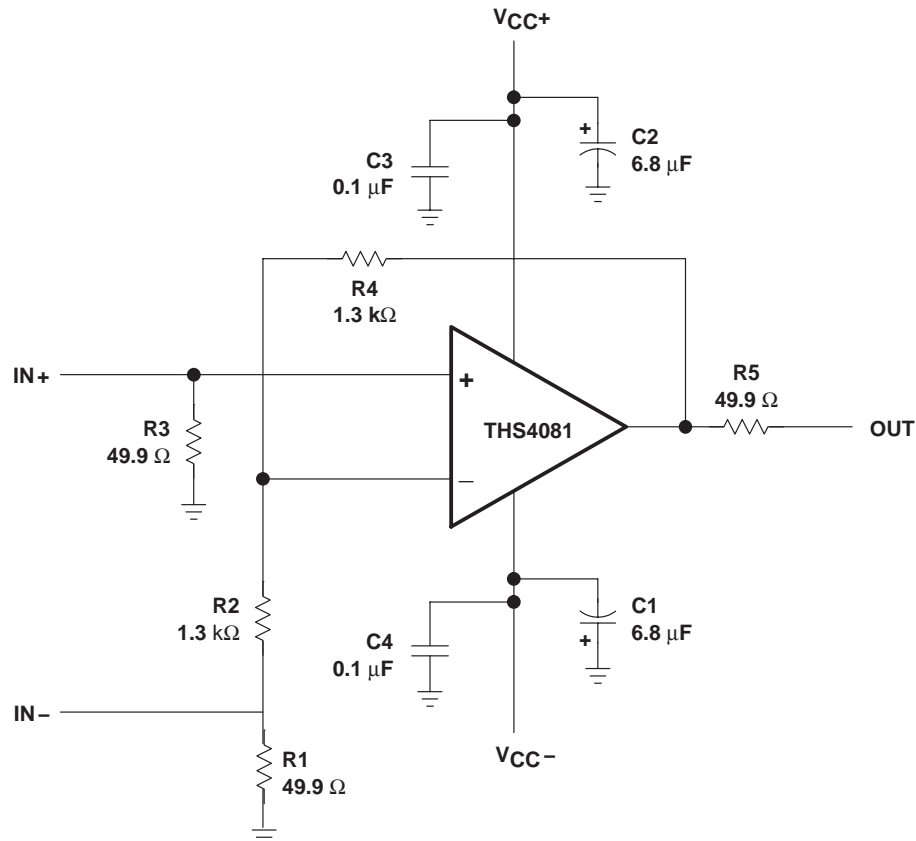 VCC+
C2
6.8 µF
+
C3
0.1 µF
R4
1.3 kΩ
IN+
+
R3
49.9 Ω
THS4081
R5
49.9 Ω
OUT
−
R2
1.3 kΩ
C1
6.8 µF
+
C4
0.1 µF
IN−
R1
49.9 Ω
VCC−